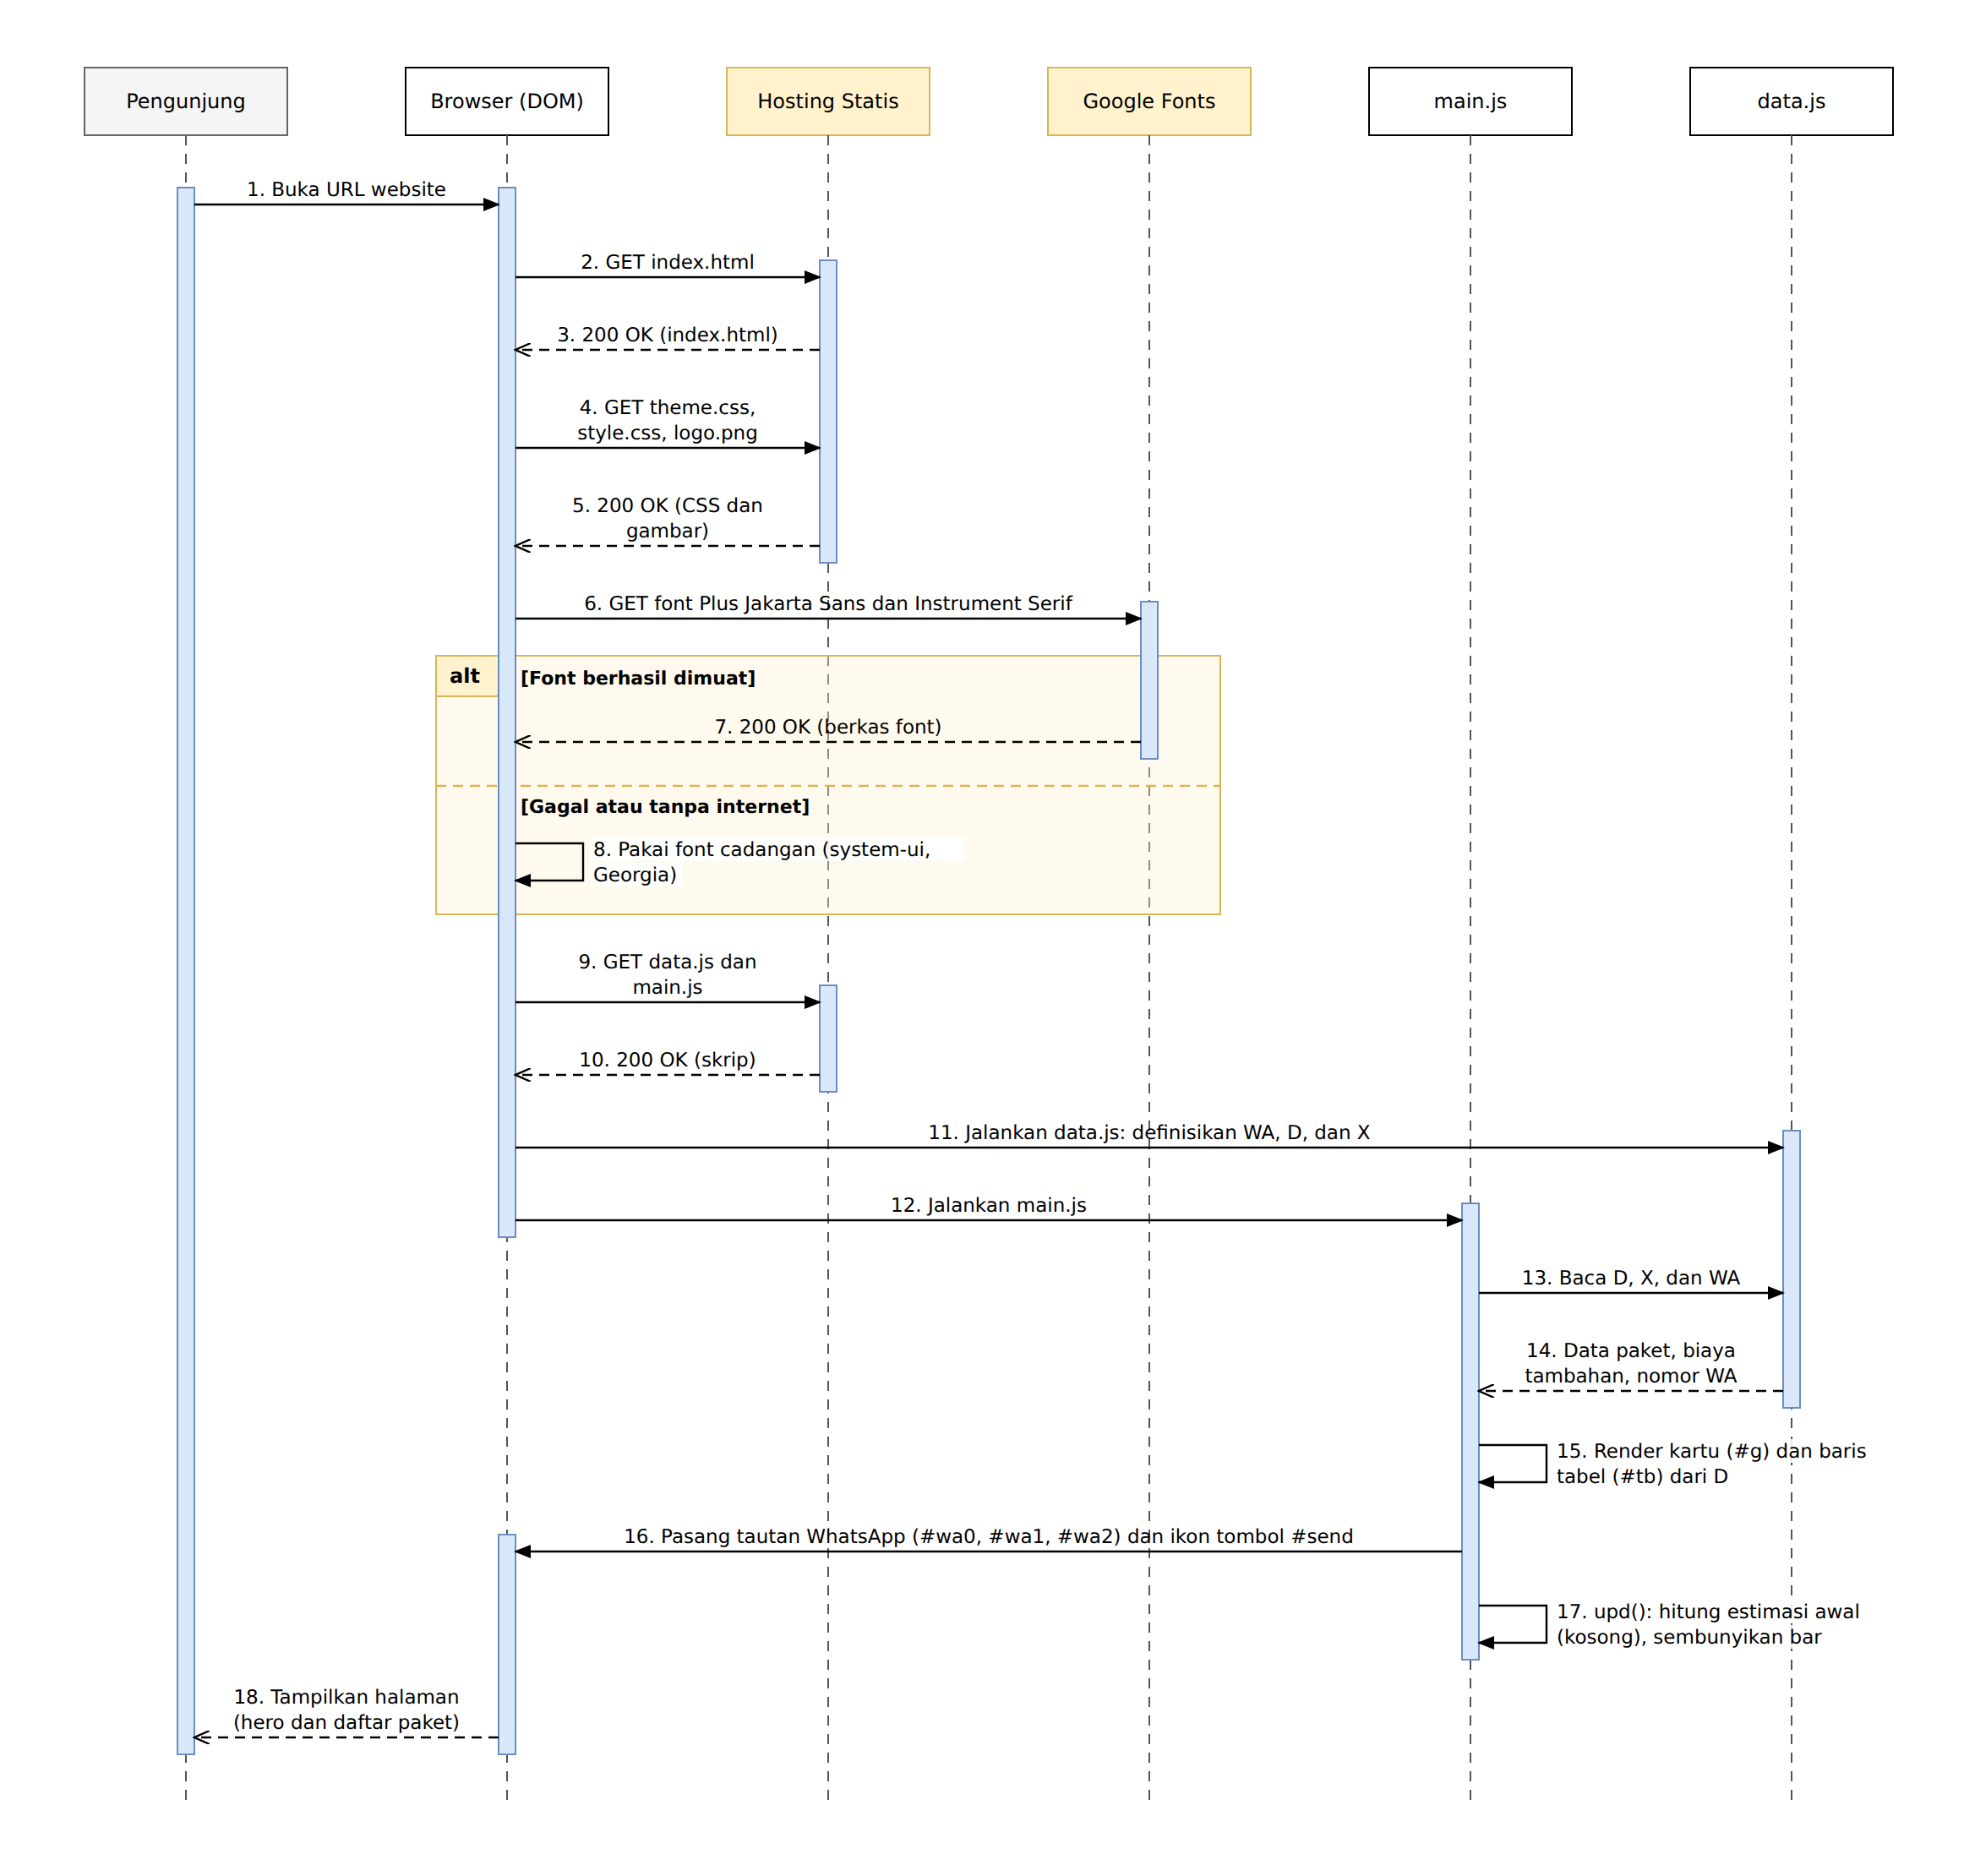 Pengunjung
Browser (DOM)
Hosting Statis
Google Fonts
main.js
data.js
1. Buka URL website
2. GET index.html
3. 200 OK (index.html)
4. GET theme.css,
style.css, logo.png
5. 200 OK (CSS dan
gambar)
6. GET font Plus Jakarta Sans dan Instrument Serif
alt
[Font berhasil dimuat]
7. 200 OK (berkas font)
[Gagal atau tanpa internet]
8. Pakai font cadangan (system-ui,
Georgia)
9. GET data.js dan
main.js
10. 200 OK (skrip)
11. Jalankan data.js: definisikan WA, D, dan X
12. Jalankan main.js
13. Baca D, X, dan WA
14. Data paket, biaya
tambahan, nomor WA
15. Render kartu (#g) dan baris
tabel (#tb) dari D
16. Pasang tautan WhatsApp (#wa0, #wa1, #wa2) dan ikon tombol #send
17. upd(): hitung estimasi awal
(kosong), sembunyikan bar
18. Tampilkan halaman
(hero dan daftar paket)